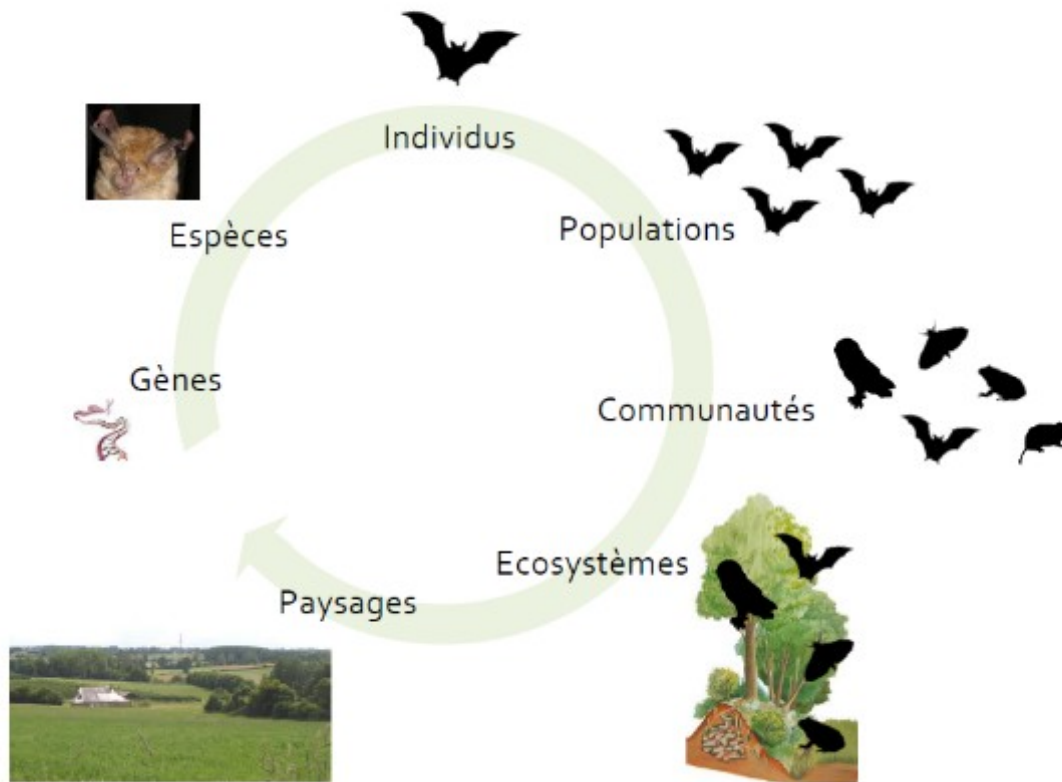 Individus
Populations
Communautés
Ecosystèmes
Paysages
Gènes
Espèces